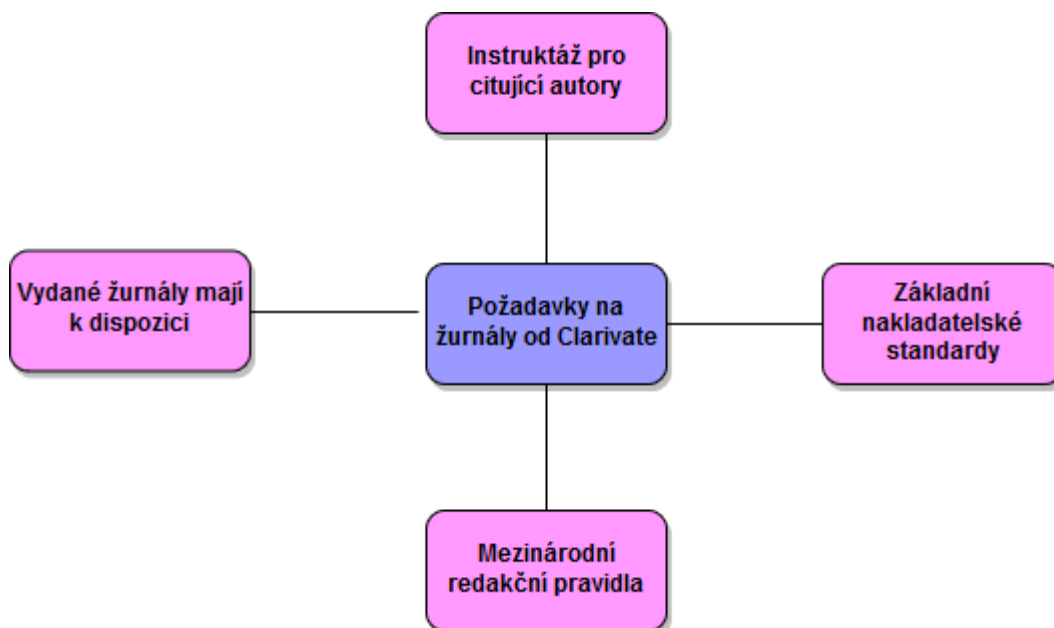 Instruktáž pro
citující autory
Vydané žurnály mají
k dispozici
Požadavky na
žurnály od Clarivate
Základní
nakladatelské
standardy
Mezinárodní
redakční pravidla